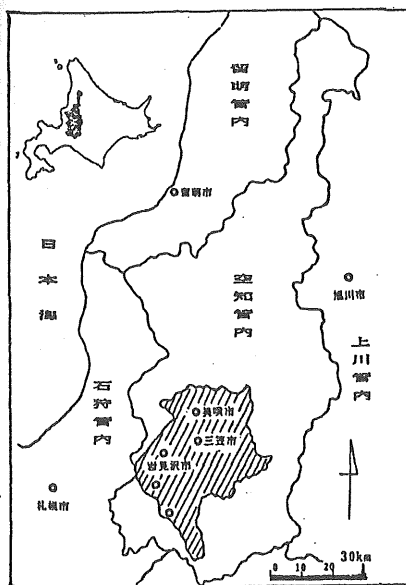 留萌管内
留萌市
日本海
空知管内
旭川市
上川管内
石狩管内
美唄市
三笠市
岩見沢市
札幌市
0 10 20 30km